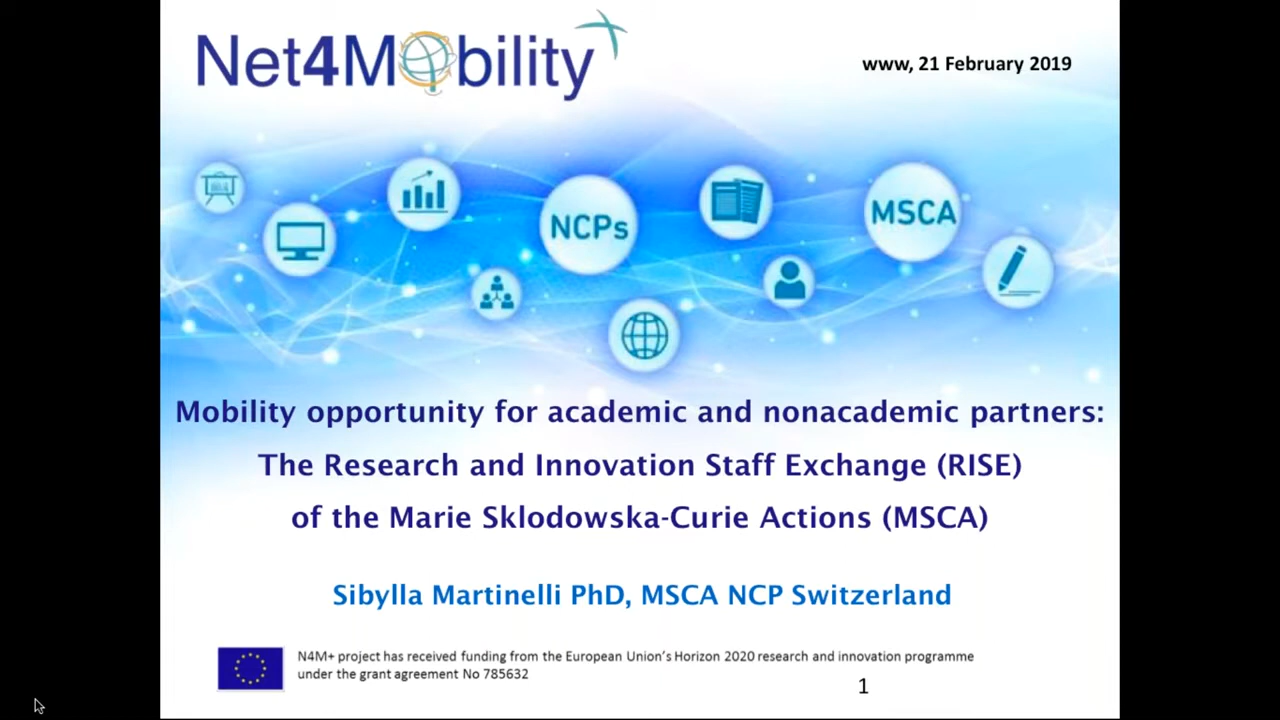 Net4Mobility+
www, 21 February 2019
NCPs
MSCA
Mobility opportunity for academic and nonacademic partners:
The Research and Innovation Staff Exchange (RISE)
of the Marie Sklodowska-Curie Actions (MSCA)
Sibylla Martinelli PhD, MSCA NCP Switzerland
N4M+ project has received funding from the European Union's Horizon 2020 research and innovation programme
under the grant agreement No 785632
1